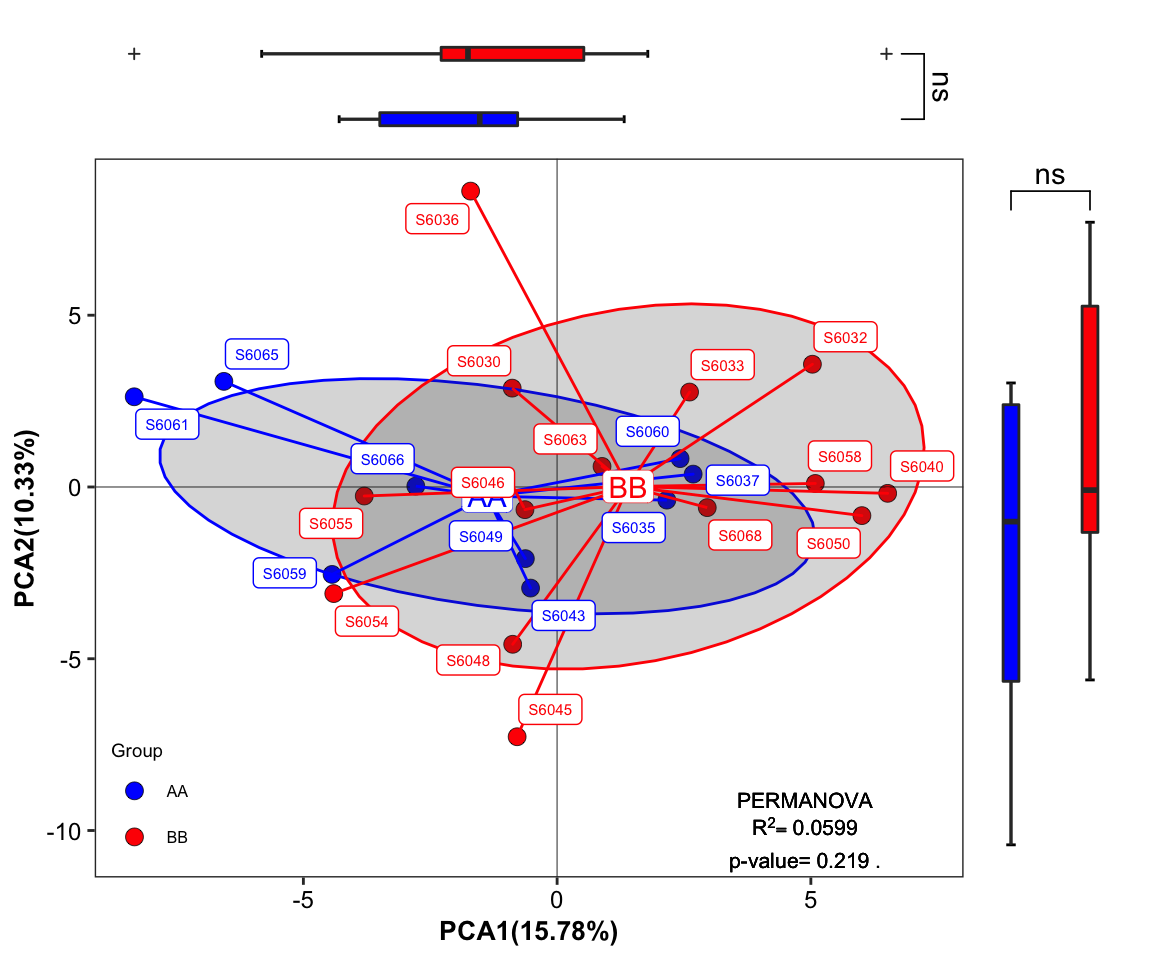 +
+
ns
ns
S6036
S6032
S6065
S6030
S6033
S6061
S6060
S6063
S6066
S6058
S6040
S6046
S6037
AA
BB
S6055
S6049
S6035
S6068
S6050
S6059
S6043
S6054
S6048
S6045
5
0
-5
-10
PCA2(10.33%)
Group
AA
BB
PERMANOVA
R²= 0.0599
p-value= 0.219 .
-5
0
5
PCA1(15.78%)